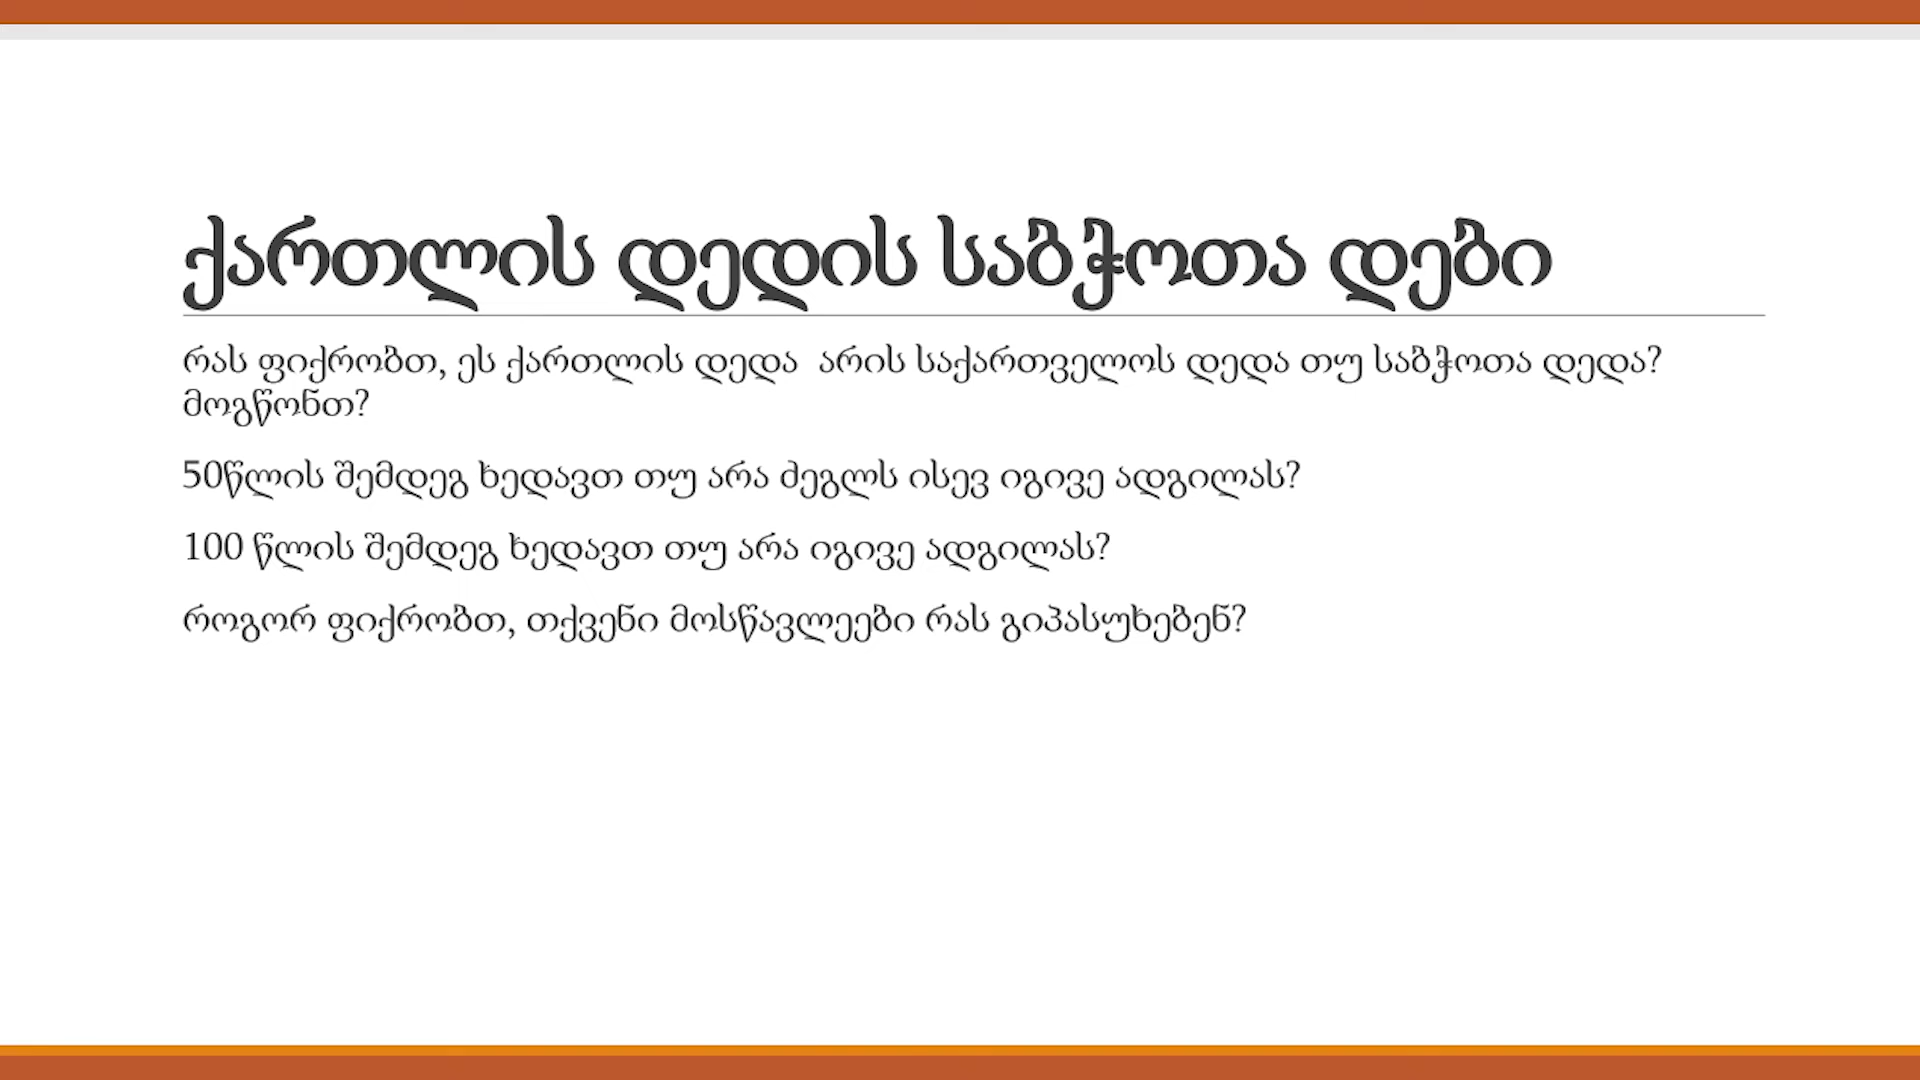 ქართლის დედის საბჭოთა დები
რას ფიქრობთ, ეს ქართლის დედა  არის საქართველოს დედა თუ საბჭოთა დედა?
მოგწონთ?
50წლის შემდეგ ხედავთ თუ არა ძეგლს ისევ იგივე ადგილას?
100 წლის შემდეგ ხედავთ თუ არა იგივე ადგილას?
როგორ ფიქრობთ, თქვენი მოსწავლეები რას გიპასუხებენ?